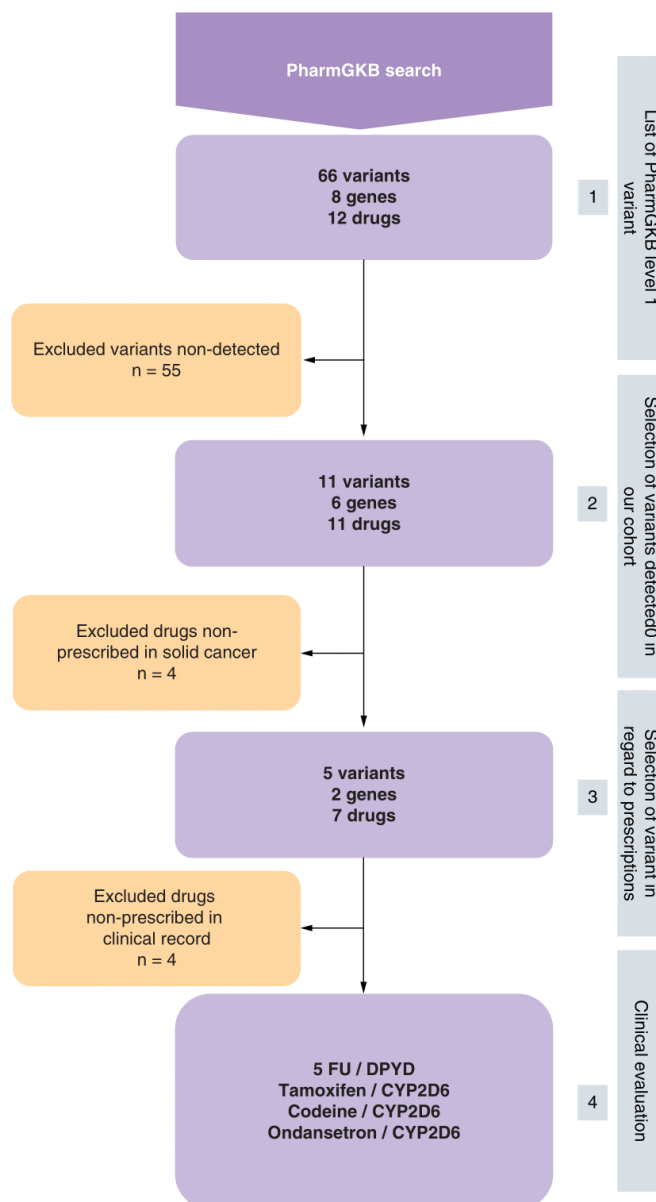 PharmGKB search
66 variants
8 genes
12 drugs
1
List of PharmGKB level 1
variant
Excluded variants non-detected
n = 55
11 variants
6 genes
11 drugs
2
Selection of variants detected0 in
our cohort
Excluded drugs non-
prescribed in solid cancer
n = 4
5 variants
2 genes
7 drugs
3
Selection of variant in
regard to prescriptions
Excluded drugs
non-prescribed in
clinical record
n = 4
5 FU / DPYD
Tamoxifen / CYP2D6
Codeine / CYP2D6
Ondansetron / CYP2D6
4
Clinical evaluation